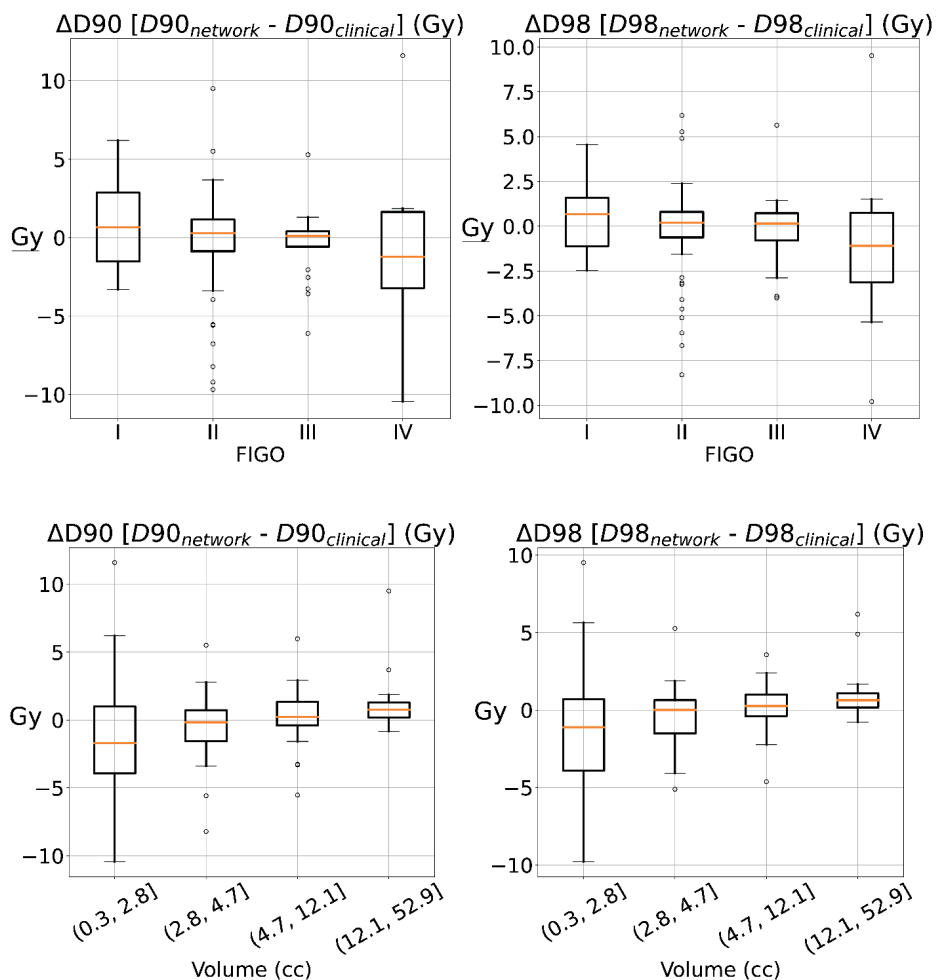 ΔD90 [D90network - D90clinical] (Gy)
ΔD98 [D98network - D98clinical] (Gy)
10
5
Gy
0
−5
−10
I II III IV
FIGO
10.0
7.5
5.0
2.5
Gy
0.0
−2.5
−5.0
−7.5
−10.0
I II III IV
FIGO
ΔD90 [D90network - D90clinical] (Gy)
ΔD98 [D98network - D98clinical] (Gy)
10
5
Gy
0
−5
−10
(0.3, 2.8] (2.8, 4.7] (4.7, 12.1] (12.1, 52.9]
Volume (cc)
10
5
Gy
0
−5
−10
(0.3, 2.8] (2.8, 4.7] (4.7, 12.1] (12.1, 52.9]
Volume (cc)